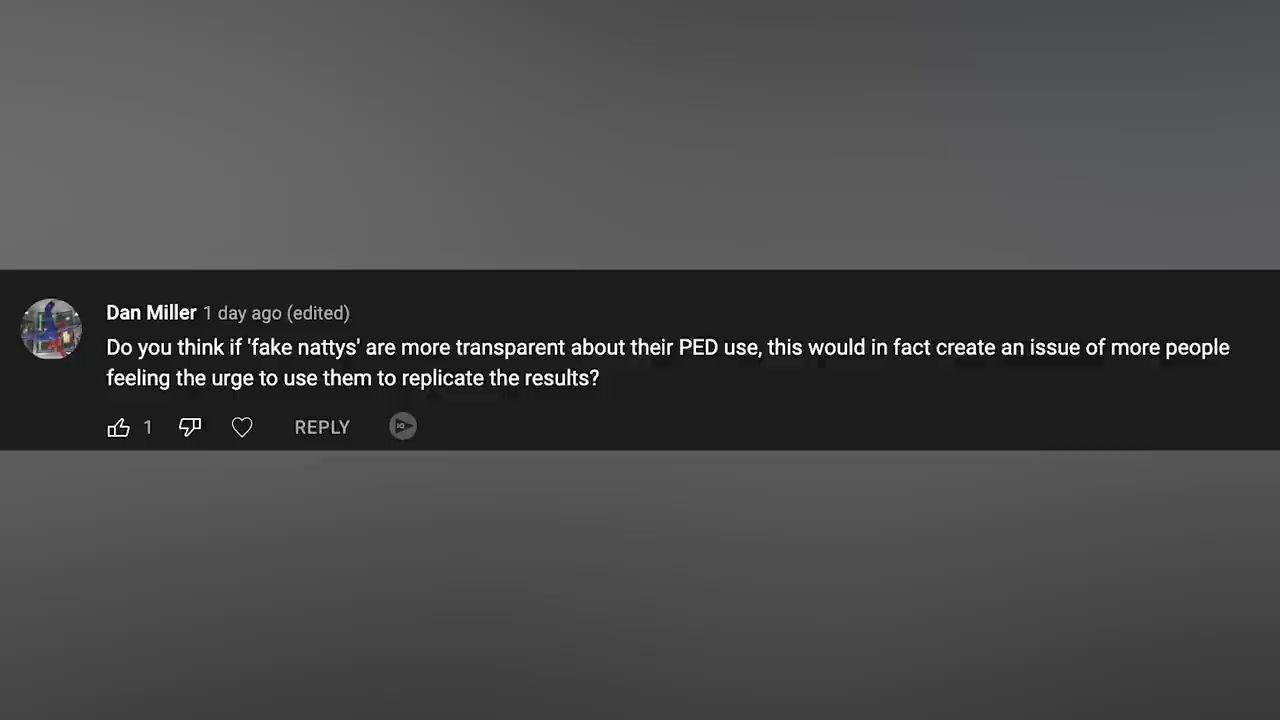 Dan Miller 1 day ago (edited)
Do you think if 'fake nattys' are more transparent about their PED use, this would in fact create an issue of more people
feeling the urge to use them to replicate the results?
1 REPLY IQ